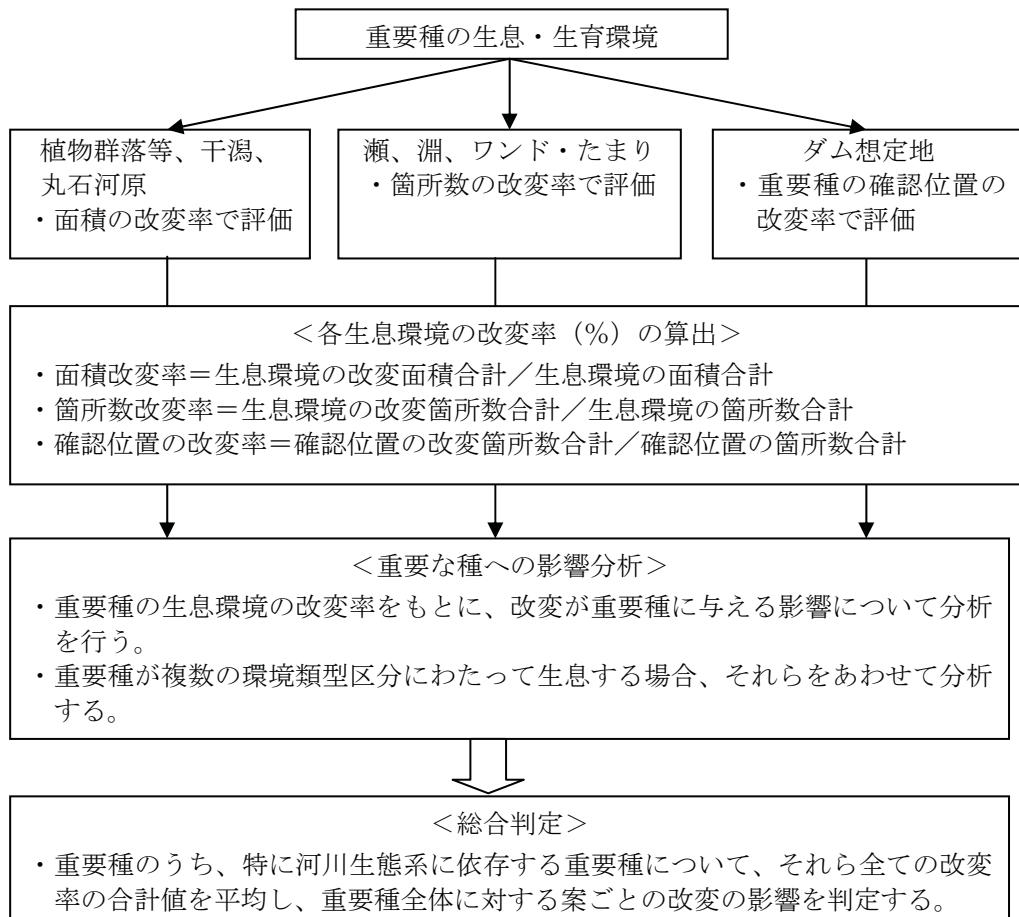 重要種の生息・生育環境
植物群落等、干潟、
丸石河原
・面積の改変率で評価
瀬、淵、ワンド・たまり
・箇所数の改変率で評価
ダム想定地
・重要種の確認位置の
改変率で評価
＜各生息環境の改変率（%）の算出＞
・面積改変率＝生息環境の改変面積合計／生息環境の面積合計
・箇所数改変率＝生息環境の改変箇所数合計／生息環境の箇所数合計
・確認位置の改変率＝確認位置の改変箇所数合計／確認位置の箇所数合計
＜重要な種への影響分析＞
・重要種の生息環境の改変率をもとに、改変が重要種に与える影響について分析
を行う。
・重要種が複数の環境類型区分にわたって生息する場合、それらをあわせて分析
する。
＜総合判定＞
・重要種のうち、特に河川生態系に依存する重要種について、それら全ての改変
率の合計値を平均し、重要種全体に対する案ごとの改変の影響を判定する。